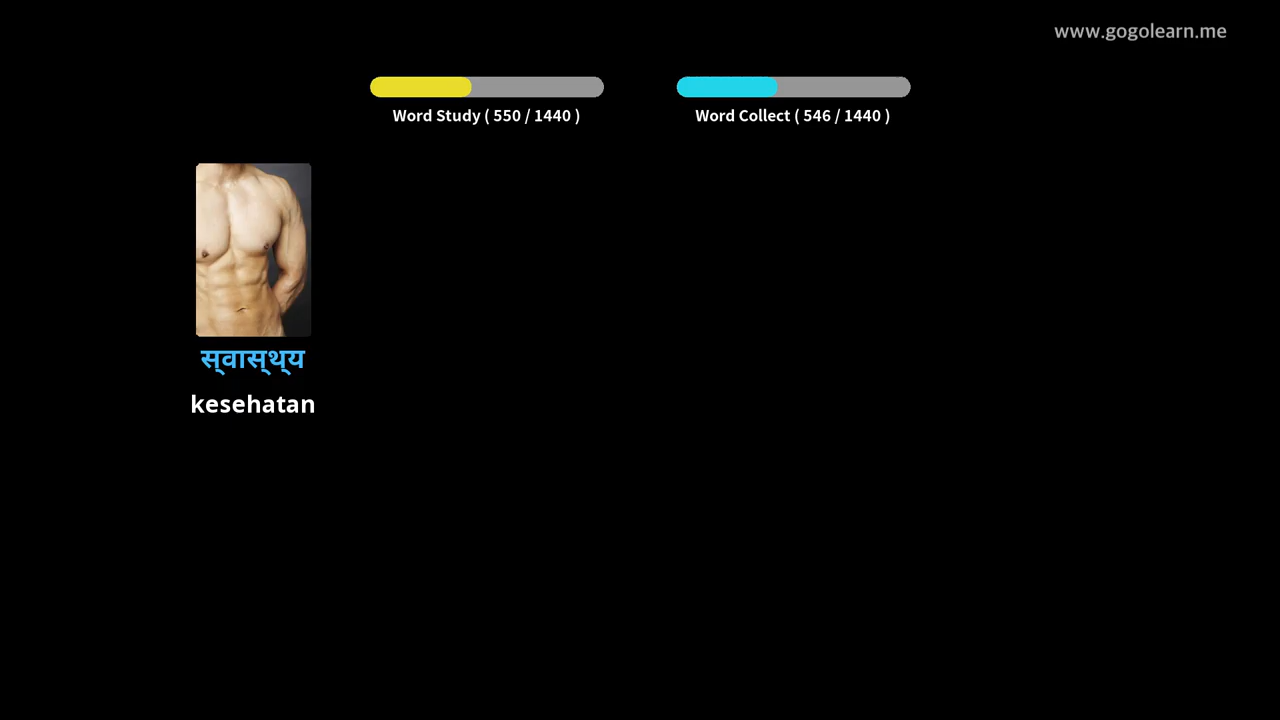 www.gogolearn.me
Word Study ( 550 / 1440 )
Word Collect ( 546 / 1440 )
स्वास्थ्य
kesehatan